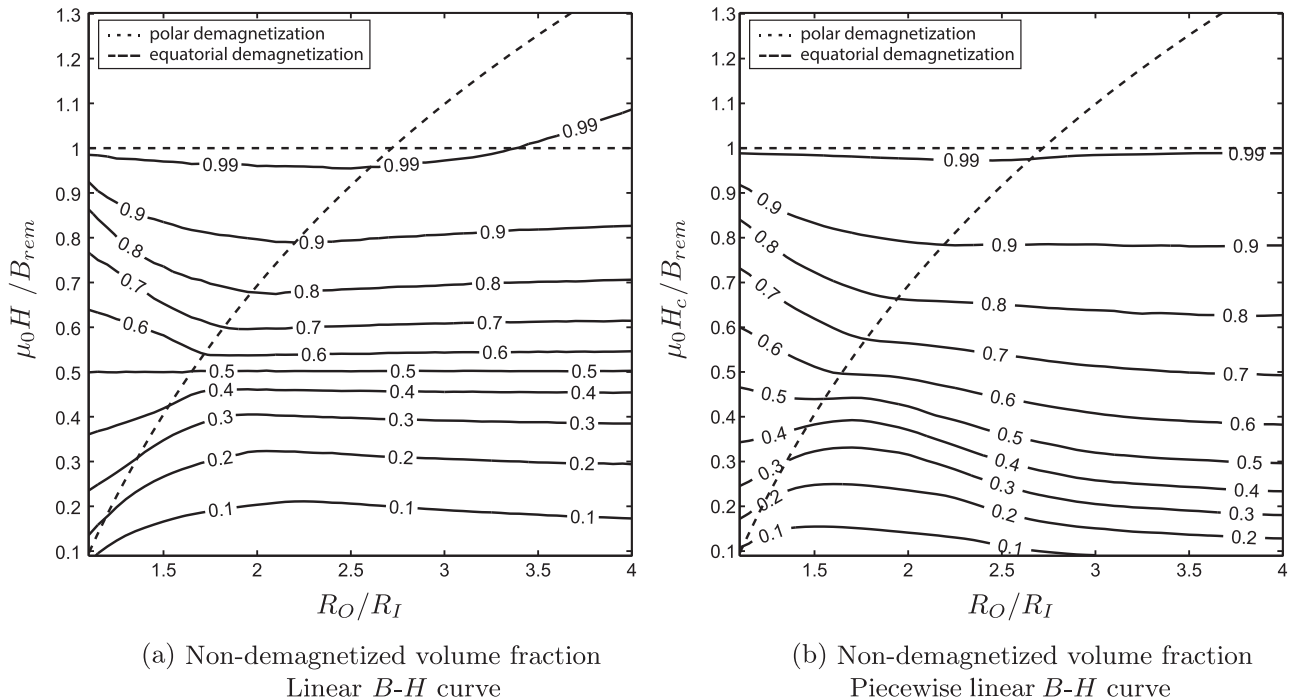 polar demagnetization
equatorial demagnetization
1.3
1.2
1.1
1
0.9
0.8
0.7
0.6
0.5
0.4
0.3
0.2
0.1
μ₀H /B_rem
0.99 0.99 0.99
0.9 0.9 0.9
0.8 0.8 0.8
0.7 0.7 0.7
0.6 0.6 0.6
0.5 0.5 0.5
0.4 0.4 0.4
0.3 0.3 0.3
0.2 0.2 0.2
0.1 0.1 0.1
1.5 2 2.5 3 3.5 4
R_O/R_I
(a) Non-demagnetized volume fraction
Linear B-H curve
polar demagnetization
equatorial demagnetization
1.3
1.2
1.1
1
0.9
0.8
0.7
0.6
0.5
0.4
0.3
0.2
0.1
μ₀H_c/B_rem
0.99 0.99
0.9 0.9 0.9
0.8 0.8 0.8
0.7 0.7 0.7
0.6 0.6 0.6
0.5 0.5 0.5
0.4 0.4 0.4
0.3 0.3 0.3
0.2 0.2 0.2
0.1 0.1
1.5 2 2.5 3 3.5 4
R_O/R_I
(b) Non-demagnetized volume fraction
Piecewise linear B-H curve